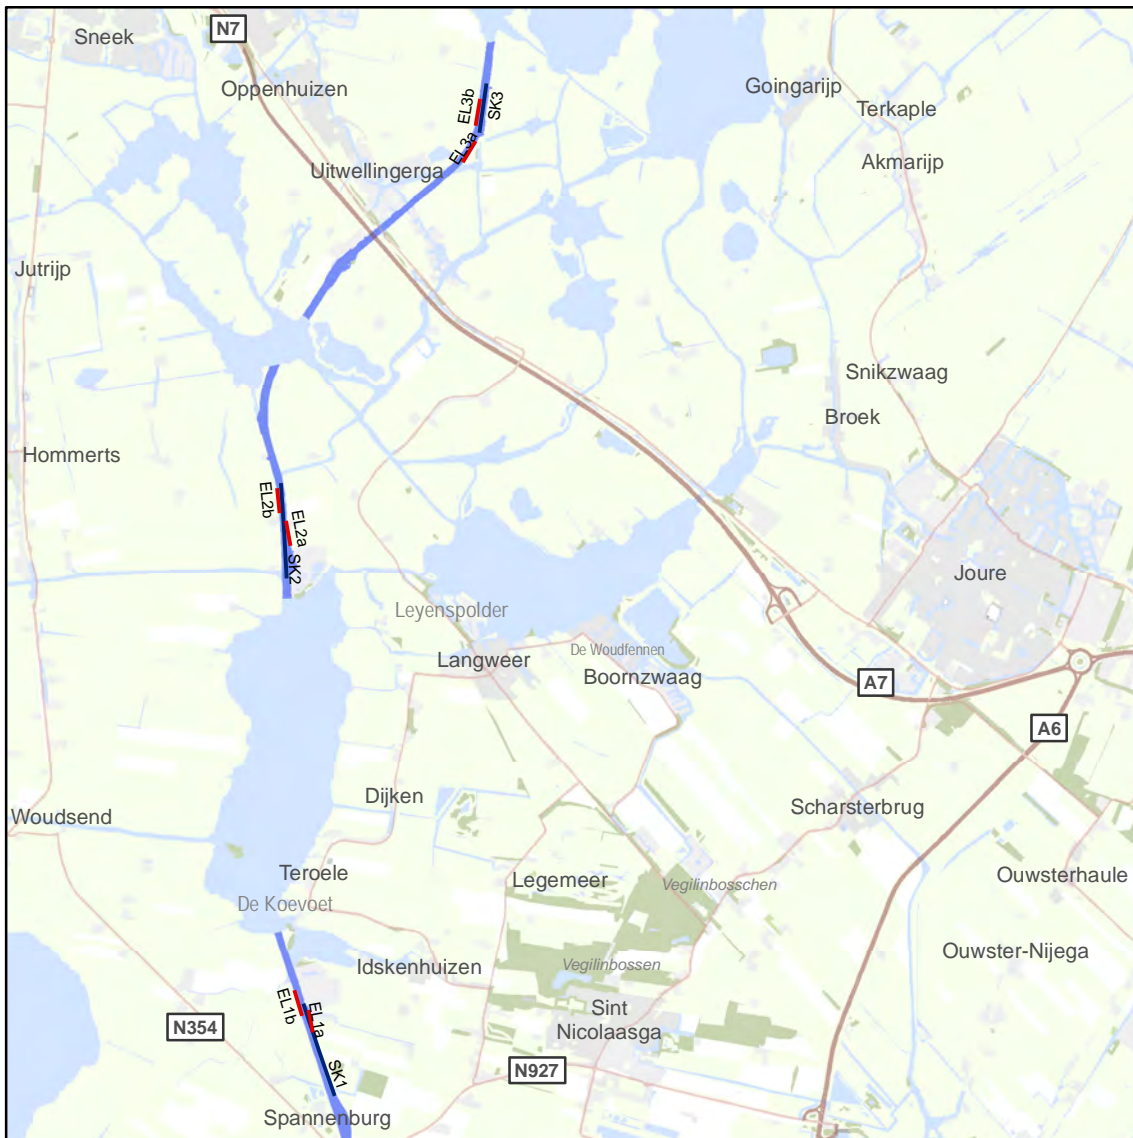 N7
Sneek
Oppenhuizen
Goingarijp
Terkaple
EL3b
SK3
EL3a
Uitwellingerga
Akmarijp
Jutrijp
Snikzwaag
Broek
Hommerts
EL2b
EL2a
SK2
Joure
Leyenspolder
De Woudfennen
Langweer
Boornzwaag
A7
A6
Dijken
Woudsend
Scharsterbrug
Teroele
Legemeer
Vegilinbosschen
Ouwsterhaule
De Koevoet
Idskenhuizen
Vegilinbossen
Ouwster-Nijega
EL1b
EL1a
Sint
Nicolaasga
N354
SK1
N927
Spannenburg